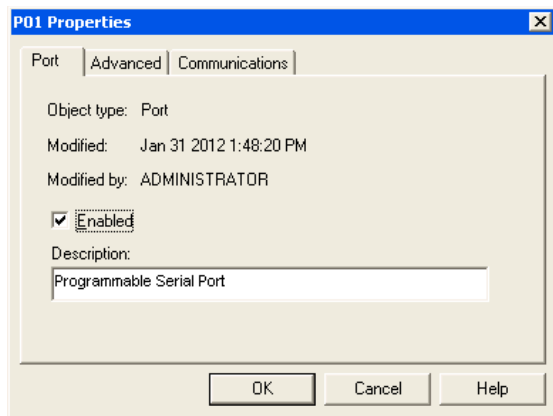 P01 Properties
Port Advanced Communications
Object type: Port
Modified: Jan 31 2012 1:48:20 PM
Modified by: ADMINISTRATOR
Enabled
Description:
Programmable Serial Port
OK Cancel Help